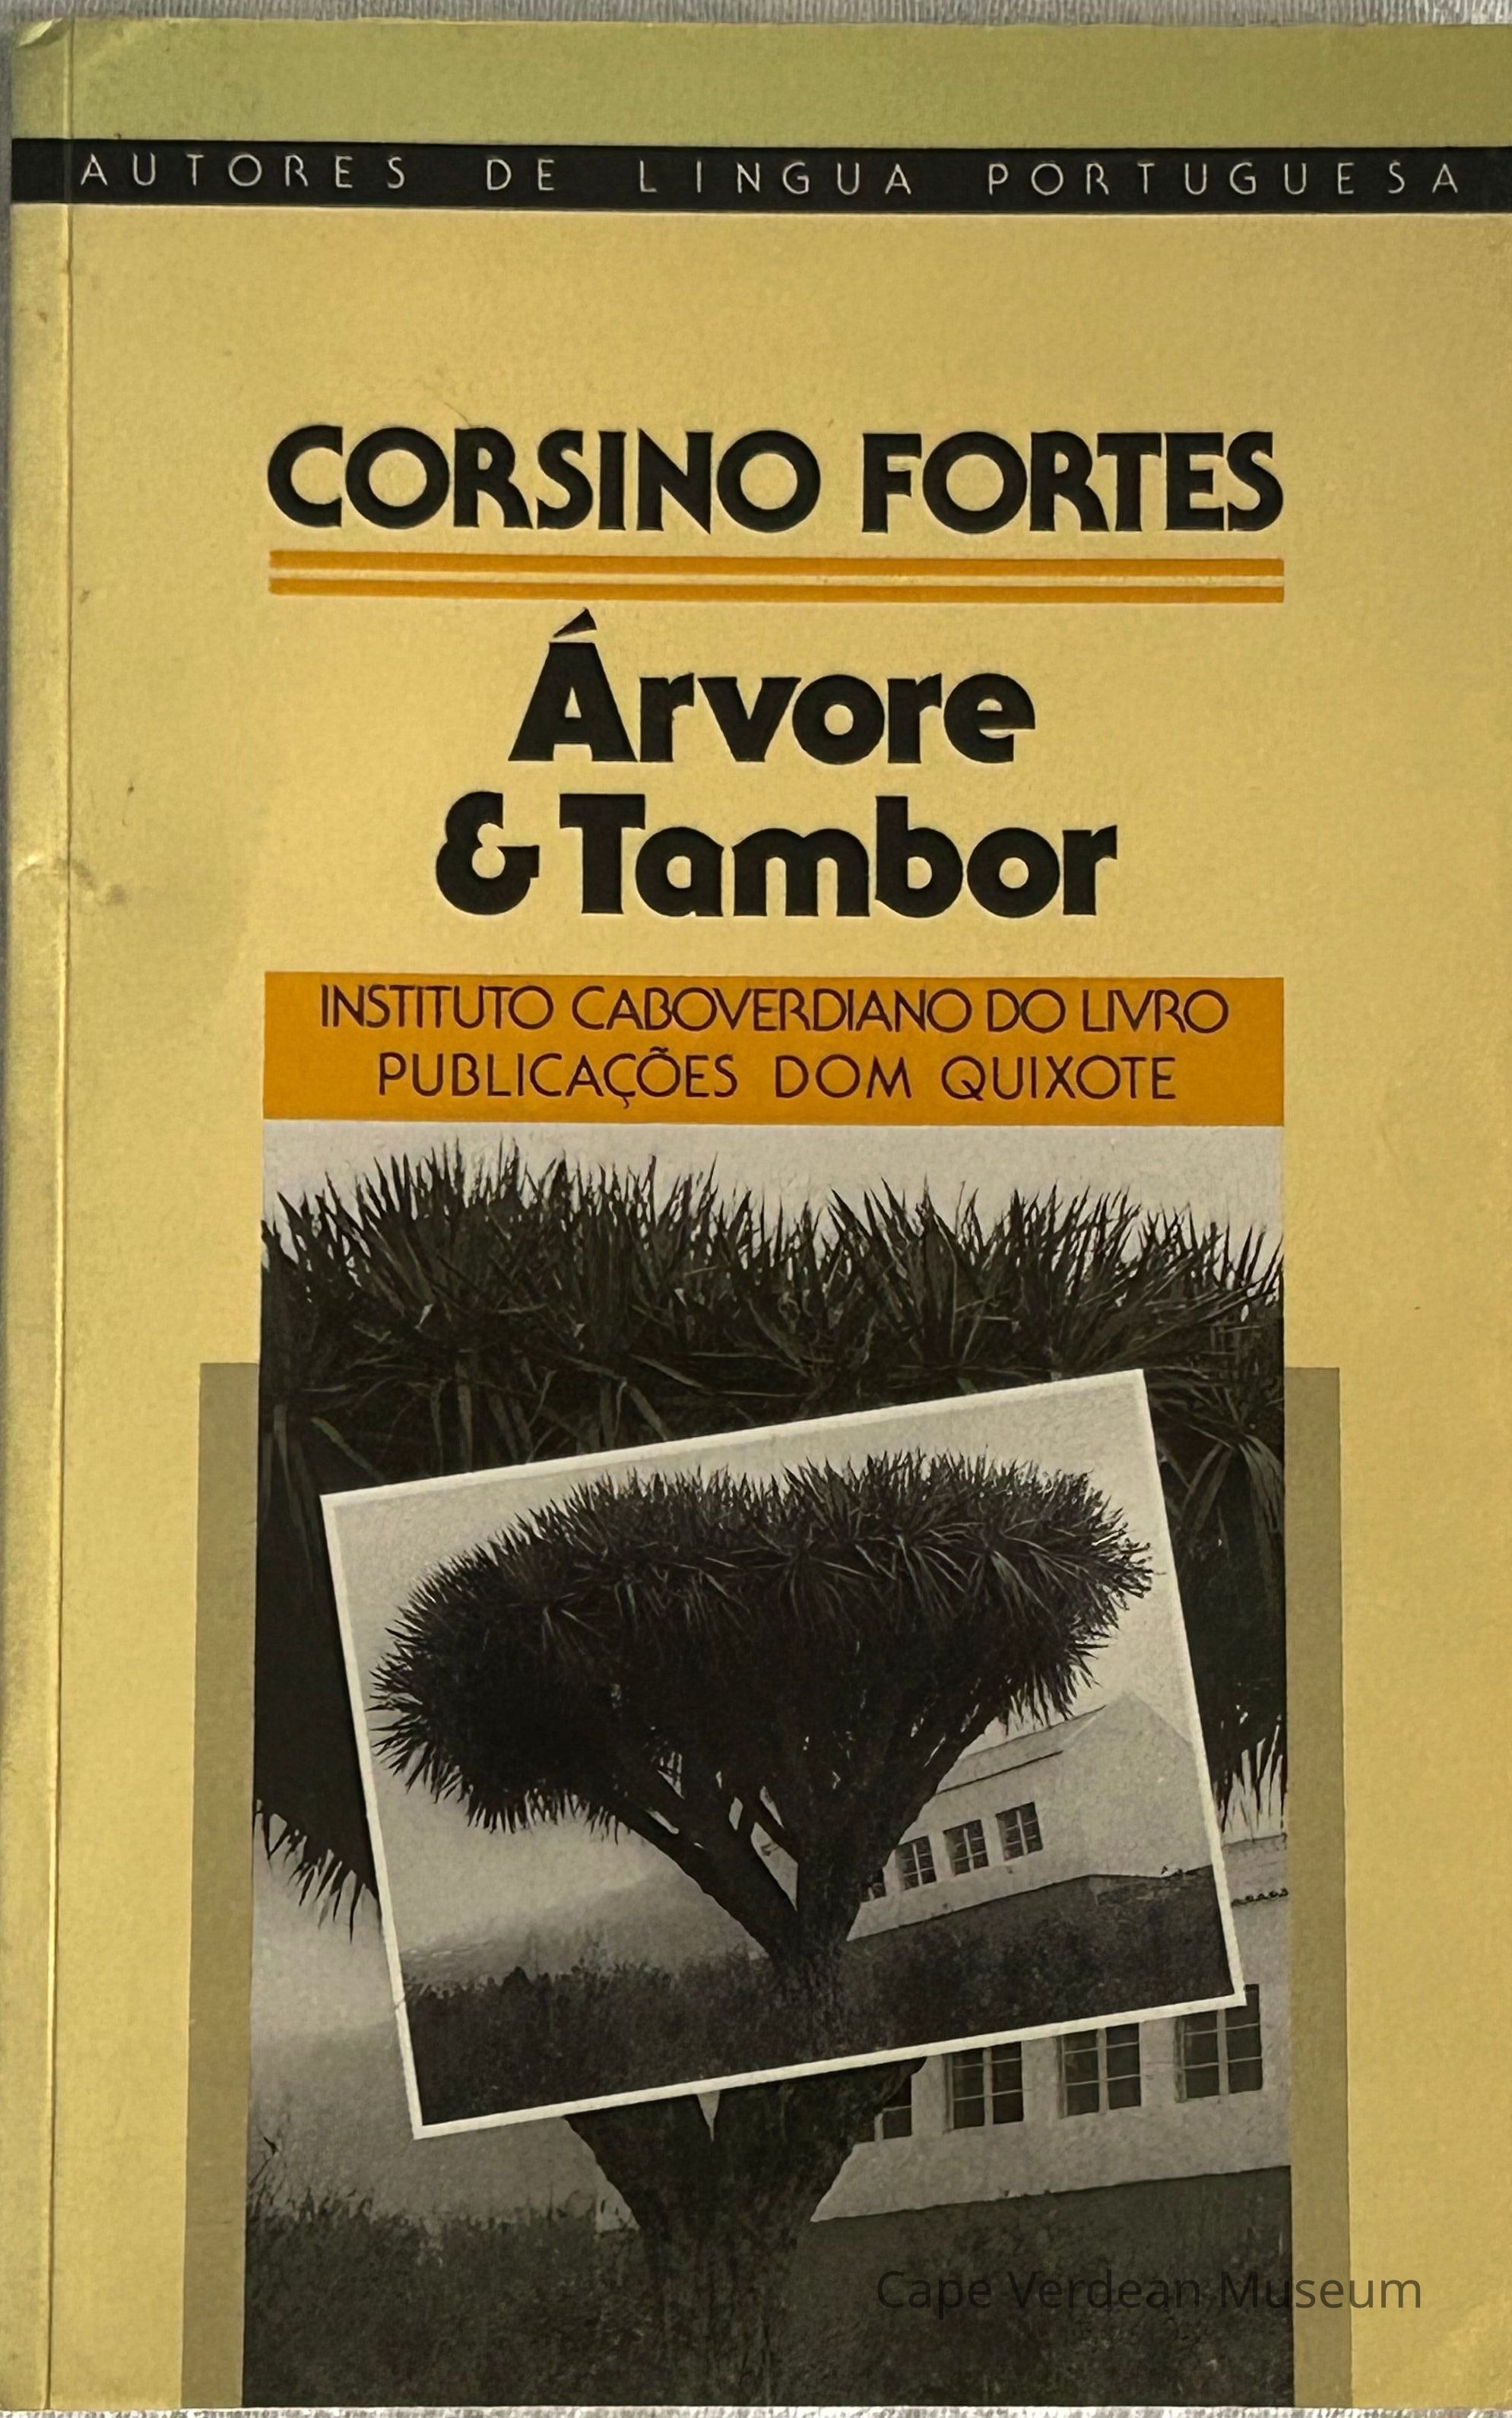 AUTORES DE LINGUA PORTUGUESA
CORSINO FORTES
Árvore
& Tambor
INSTITUTO CABOVERDIANO DO LIVRO
PUBLICAÇÕES DOM QUIXOTE
Cape Verdean Museum